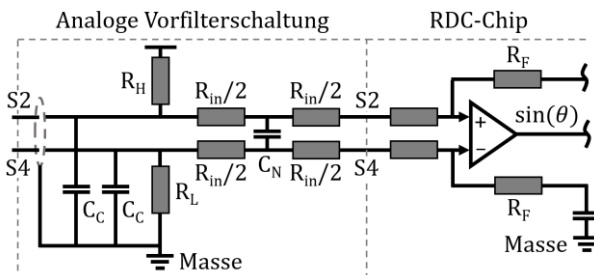 Analoge Vorfilterschaltung
RDC-Chip
R_H
R_F
S2
R_in/2
R_in/2
S2
sin(θ)
+
−
S4
R_in/2
C_N
R_in/2
S4
C_C
C_C
R_L
R_F
Masse
Masse